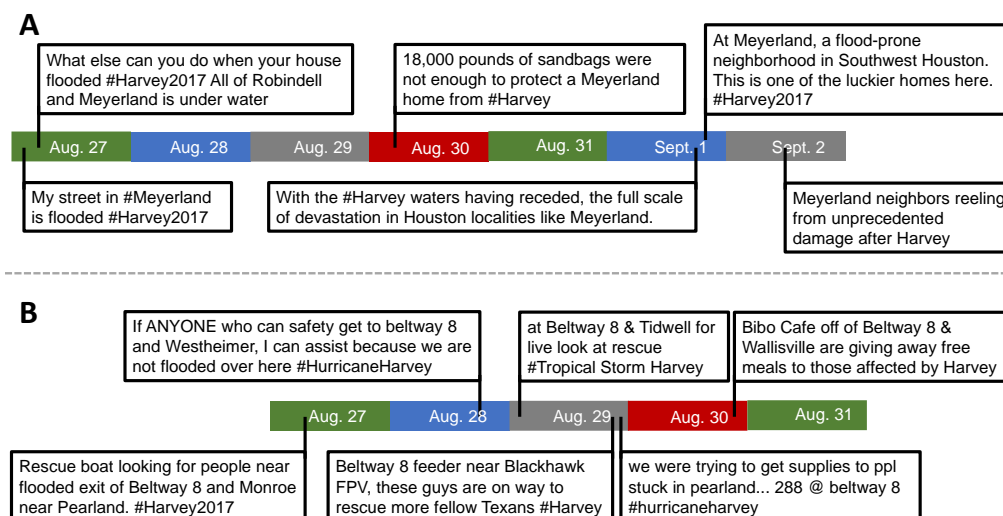 A
What else can you do when your house
flooded #Harvey2017 All of Robindell
and Meyerland is under water
18,000 pounds of sandbags were
not enough to protect a Meyerland
home from #Harvey
At Meyerland, a flood-prone
neighborhood in Southwest Houston.
This is one of the luckier homes here.
#Harvey2017
Aug. 27 Aug. 28 Aug. 29 Aug. 30 Aug. 31 Sept. 1 Sept. 2
My street in #Meyerland
is flooded #Harvey2017
With the #Harvey waters having receded, the full scale
of devastation in Houston localities like Meyerland.
Meyerland neighbors reeling
from unprecedented
damage after Harvey
B
If ANYONE who can safety get to beltway 8
and Westheimer, I can assist because we are
not flooded over here #HurricaneHarvey
at Beltway 8 & Tidwell for
live look at rescue
#Tropical Storm Harvey
Bibo Cafe off of Beltway 8 &
Wallisville are giving away free
meals to those affected by Harvey
Aug. 27 Aug. 28 Aug. 29 Aug. 30 Aug. 31
Rescue boat looking for people near
flooded exit of Beltway 8 and Monroe
near Pearland. #Harvey2017
Beltway 8 feeder near Blackhawk
FPV, these guys are on way to
rescue more fellow Texans #Harvey
we were trying to get supplies to ppl
stuck in pearland... 288 @ beltway 8
#hurricaneharvey